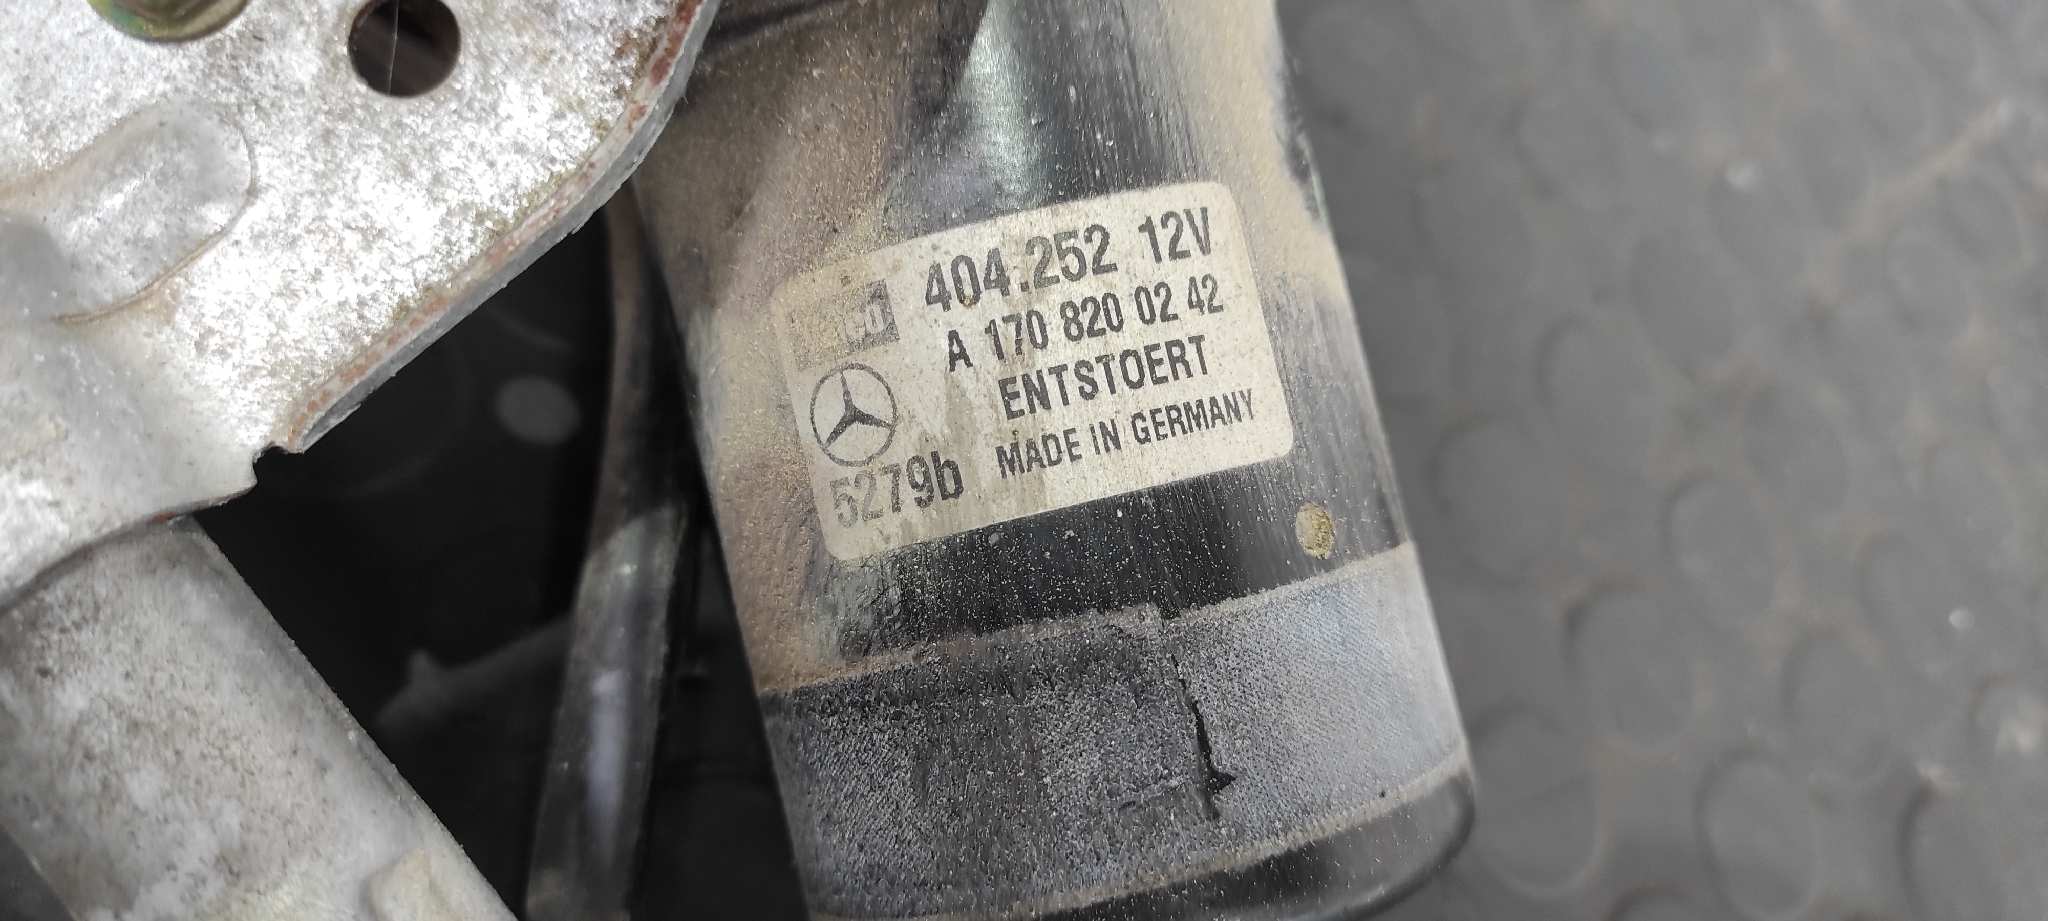 404.252 12V
A 170 820 02 42
ENTSTOERT
MADE IN GERMANY
5279b